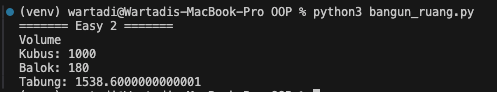 (venv) wartadi@Wartadis-MacBook-Pro OOP % python3 bangun_ruang.py
======= Easy 2 =======
Volume
Kubus: 1000
Balok: 180
Tabung: 1538.6000000000001